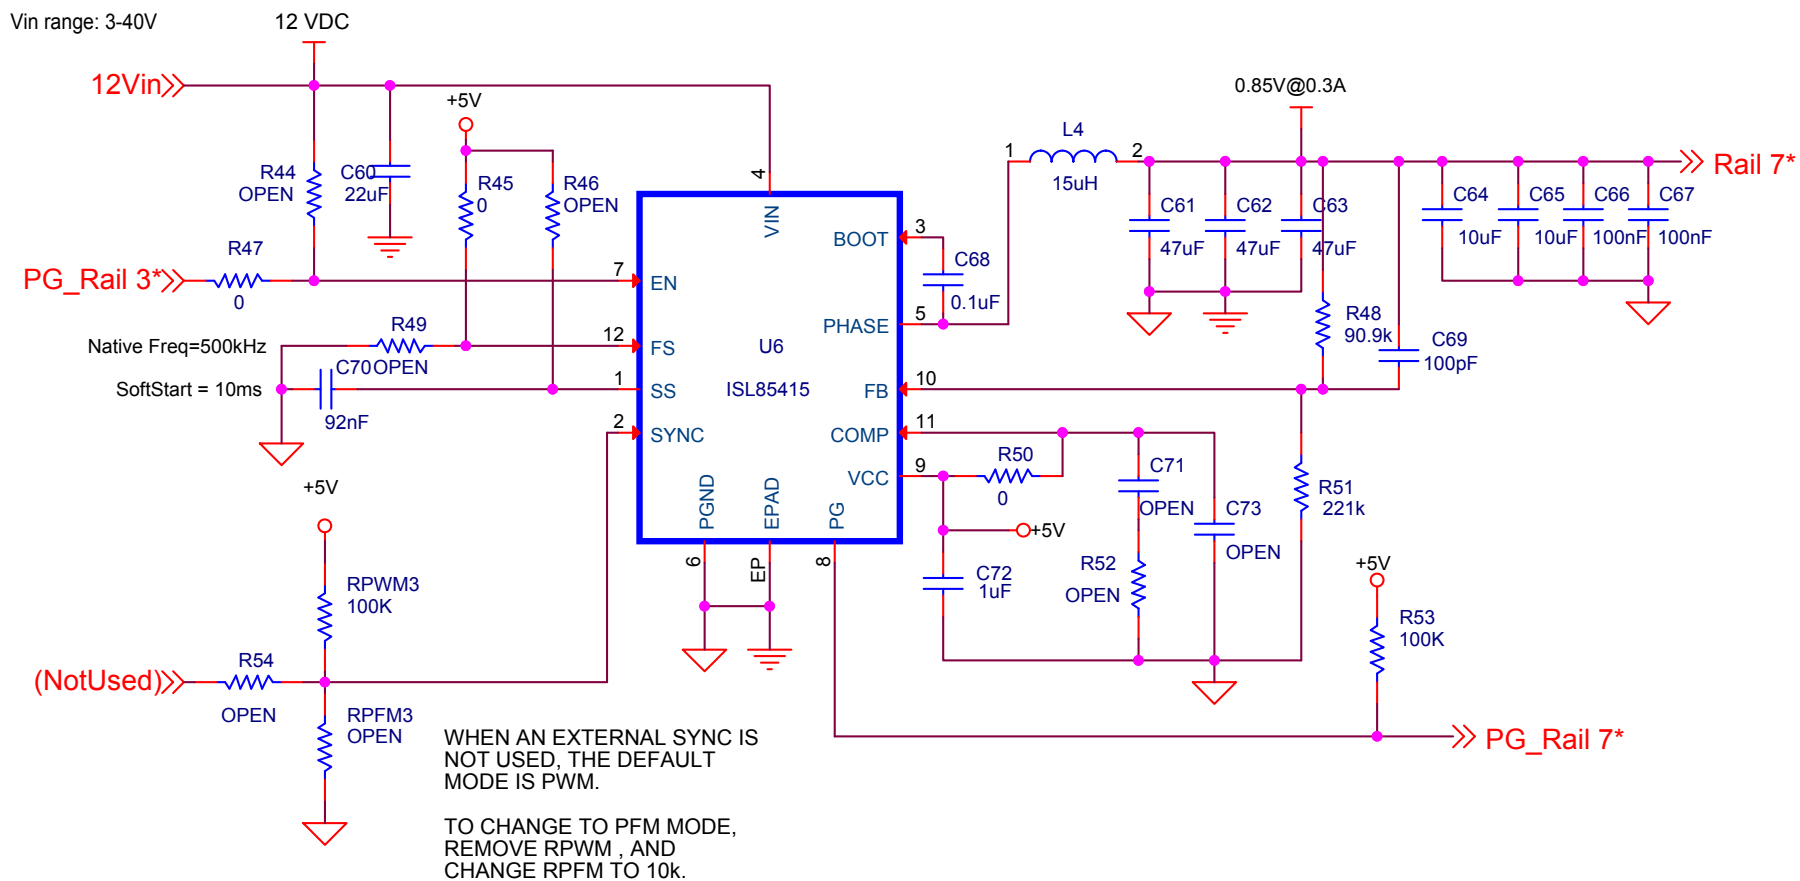 Vin range: 3-40V
12 VDC
12Vin
+5V
0.85V@0.3A
R44
OPEN
C60
22uF
R45
0
R46
OPEN
4
VIN
1
L4
2
15uH
Rail 7*
C61
47uF
C62
47uF
C63
47uF
C64
10uF
C65
10uF
C66
100nF
C67
100nF
R47
0
PG_Rail 3*
7
EN
BOOT
3
C68
0.1uF
PHASE
5
R48
90.9k
C69
100pF
Native Freq=500kHz
R49
OPEN
12
FS
U6
ISL85415
SoftStart = 10ms
C70
92nF
1
SS
FB
10
2
SYNC
COMP
11
VCC
9
R50
0
C71
OPEN
C73
OPEN
R51
221k
PGND
EPAD
PG
6
EP
8
+5V
C72
1uF
R52
OPEN
+5V
R53
100K
+5V
RPWM3
100K
(NotUsed)
R54
OPEN
RPFM3
OPEN
PG_Rail 7*
WHEN AN EXTERNAL SYNC IS
NOT USED, THE DEFAULT
MODE IS PWM.
TO CHANGE TO PFM MODE,
REMOVE RPWM , AND
CHANGE RPFM TO 10k.